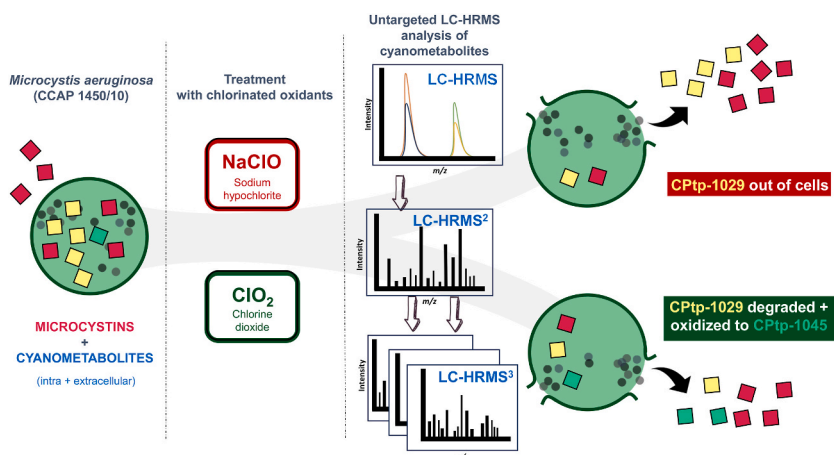 Microcystis aeruginosa
(CCAP 1450/10)
MICROCYSTINS
+
CYANOMETABOLITES
(intra + extracellular)
Treatment
with chlorinated oxidants
NaClO
Sodium
hypochlorite
ClO₂
Chlorine
dioxide
Untargeted LC-HRMS
analysis of
cyanometabolites
LC-HRMS
Intensity
m/z
LC-HRMS²
Intensity
m/z
LC-HRMS³
CPtp-1029 out of cells
CPtp-1029 degraded +
oxidized to CPtp-1045